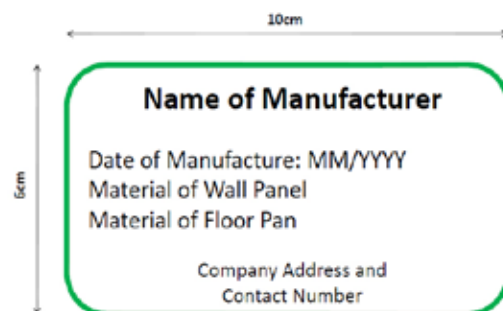 10cm
6cm
Name of Manufacturer
Date of Manufacture: MM/YYYY
Material of Wall Panel
Material of Floor Pan
Company Address and
Contact Number